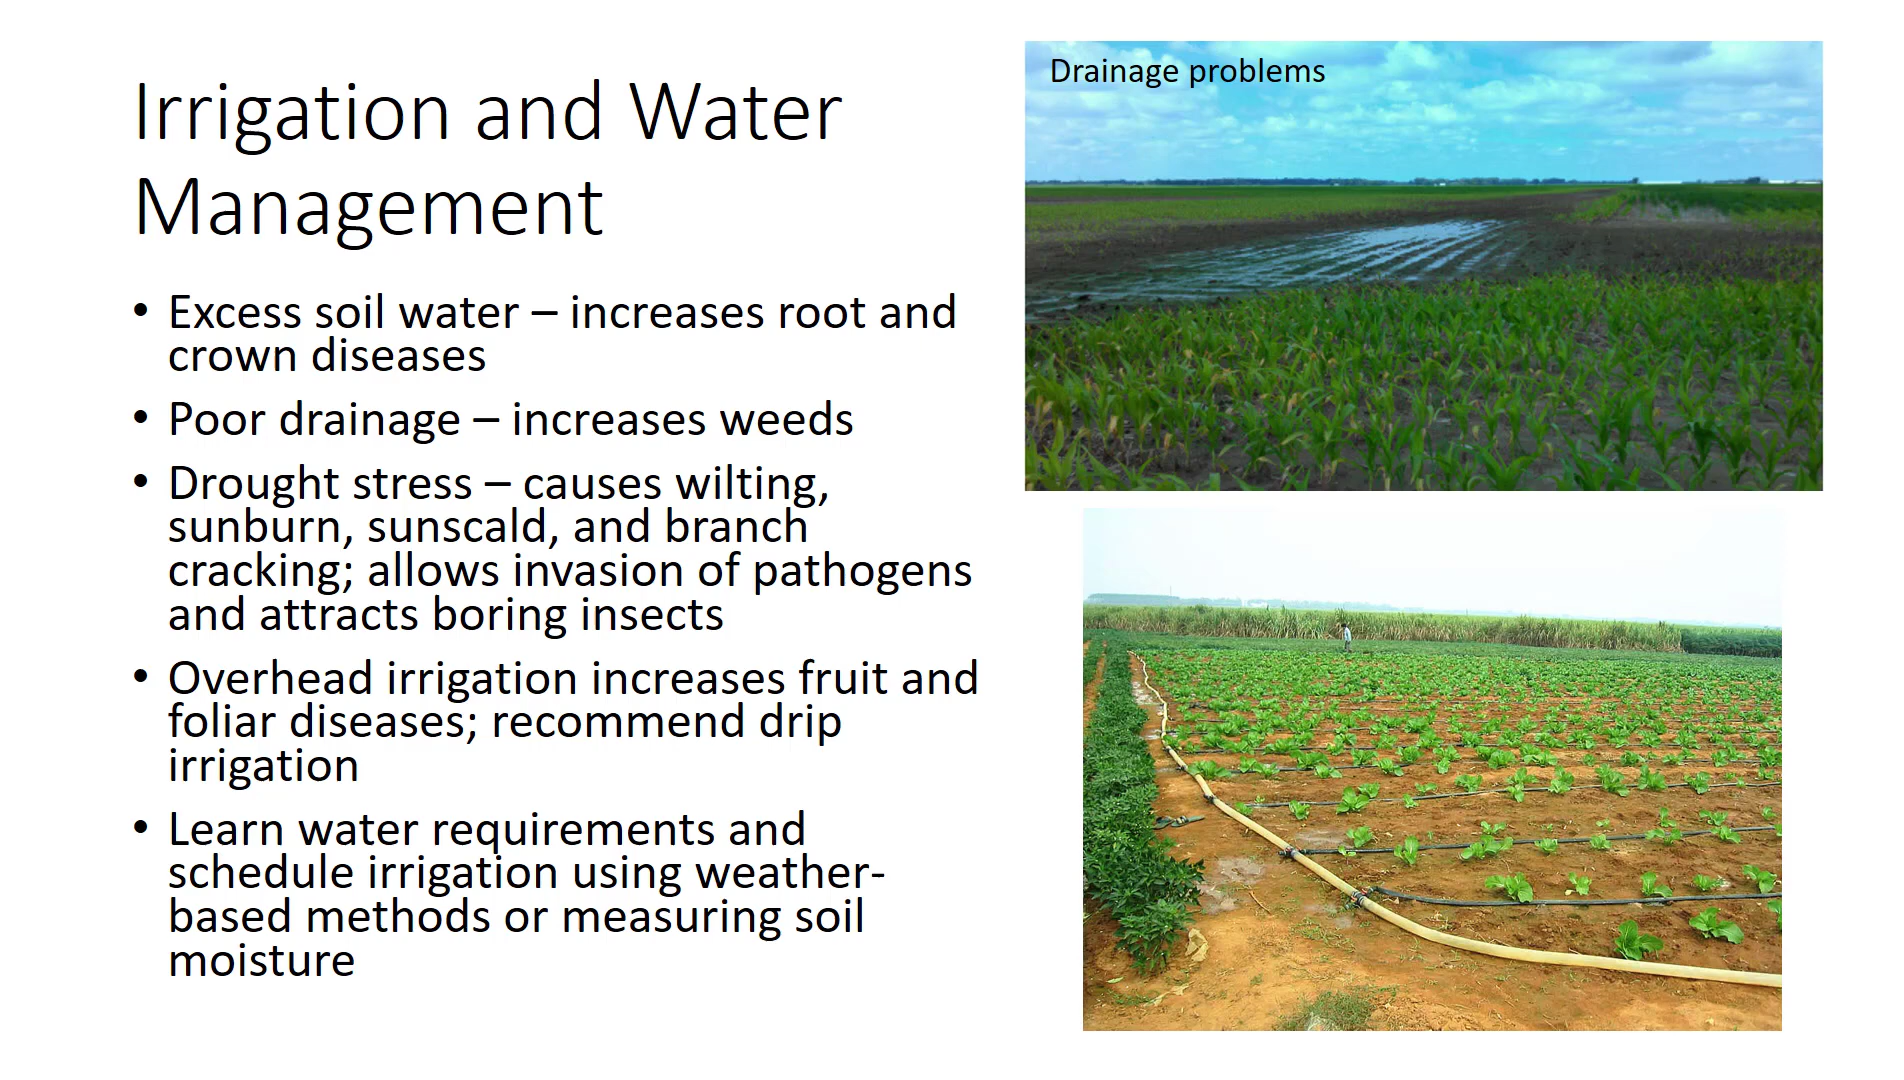 Irrigation and Water
Management
• Excess soil water – increases root and
crown diseases
• Poor drainage – increases weeds
• Drought stress – causes wilting,
sunburn, sunscald, and branch
cracking; allows invasion of pathogens
and attracts boring insects
• Overhead irrigation increases fruit and
foliar diseases; recommend drip
irrigation
• Learn water requirements and
schedule irrigation using weather-
based methods or measuring soil
moisture
Drainage problems